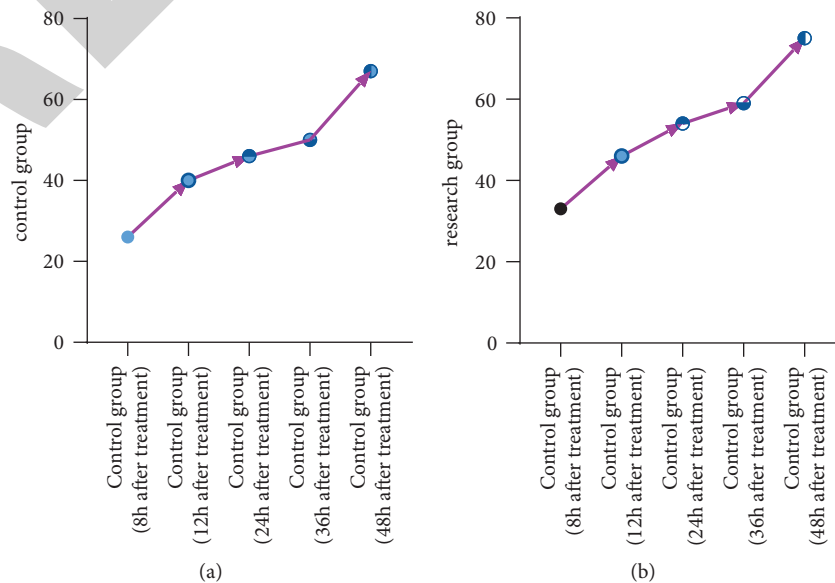 80
60
40
20
0
control group
Control group
(8h after treatment)
Control group
(12h after treatment)
Control group
(24h after treatment)
Control group
(36h after treatment)
Control group
(48h after treatment)
(a)
80
60
40
20
0
research group
Control group
(8h after treatment)
Control group
(12h after treatment)
Control group
(24h after treatment)
Control group
(36h after treatment)
Control group
(48h after treatment)
(b)